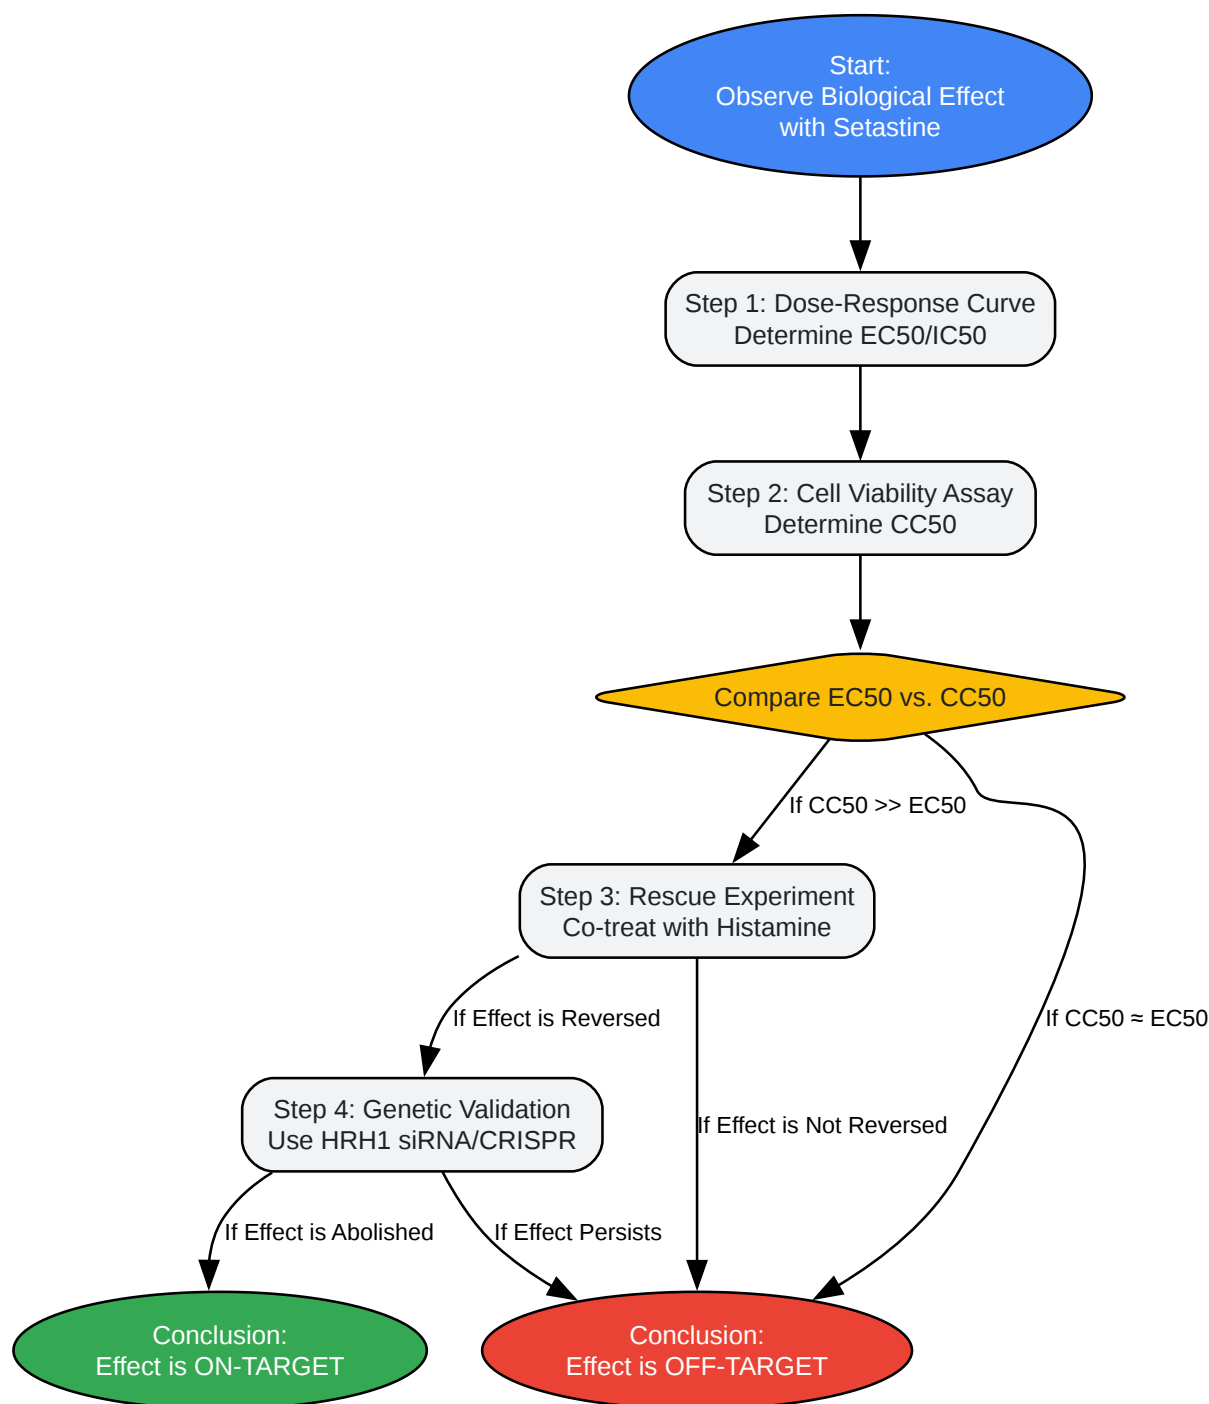 Start:
Observe Biological Effect
with Setastine
Step 1: Dose-Response Curve
Determine EC50/IC50
Step 2: Cell Viability Assay
Determine CC50
Compare EC50 vs. CC50
If CC50 >> EC50
Step 3: Rescue Experiment
Co-treat with Histamine
If Effect is Reversed
If CC50 ≈ EC50
Step 4: Genetic Validation
Use HRH1 siRNA/CRISPR
If Effect is Not Reversed
If Effect is Abolished
If Effect Persists
Conclusion:
Effect is ON-TARGET
Conclusion:
Effect is OFF-TARGET